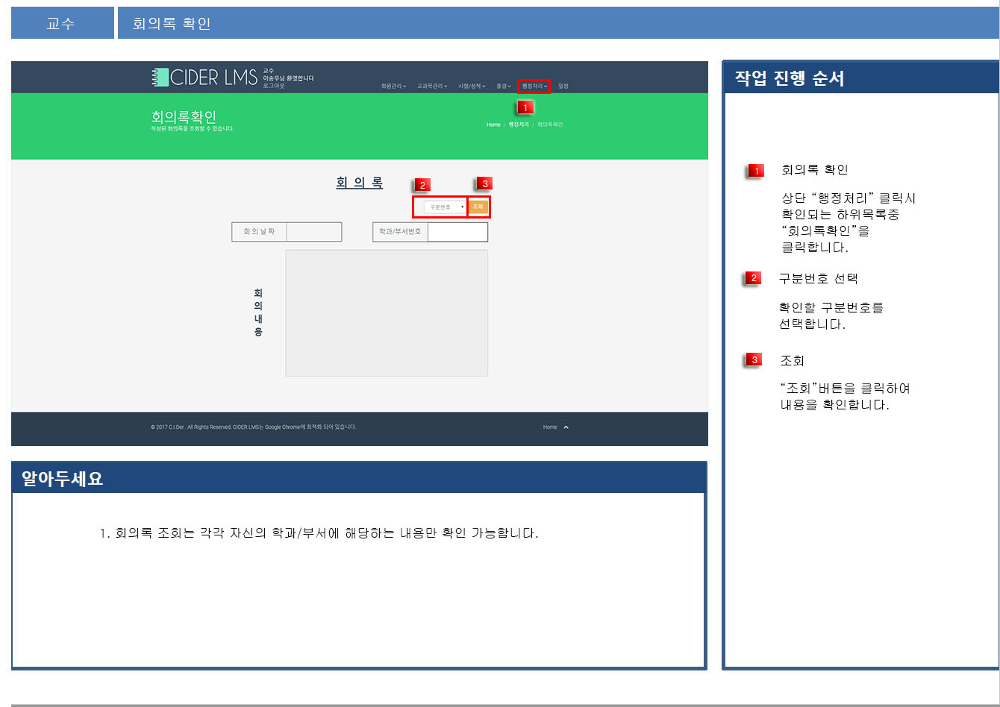 교수
회의록 확인
CIDER LMS
교수
이승우님 환영합니다
로그아웃
회원관리
교과목관리
시험/성적
출결
행정처리
일정
1
회의록확인
작성된 회의록을 조회할 수 있습니다.
Home / 행정처리 / 회의록확인
회 의 록
2
3
구분번호
조회
회 의 날 짜
학과/부서번호
회
의
내
용
© 2017 C.I.Der , All Rights Reserved. CIDER LMS는 Google Chrome에 최적화 되어 있습니다.
Home
작업 진행 순서
1
회의록 확인
상단 “행정처리” 클릭시
확인되는 하위목록중
“회의록확인”을
클릭합니다.
2
구분번호 선택
확인할 구분번호를
선택합니다.
3
조회
“조회”버튼을 클릭하여
내용을 확인합니다.
알아두세요
1. 회의록 조회는 각각 자신의 학과/부서에 해당하는 내용만 확인 가능합니다.